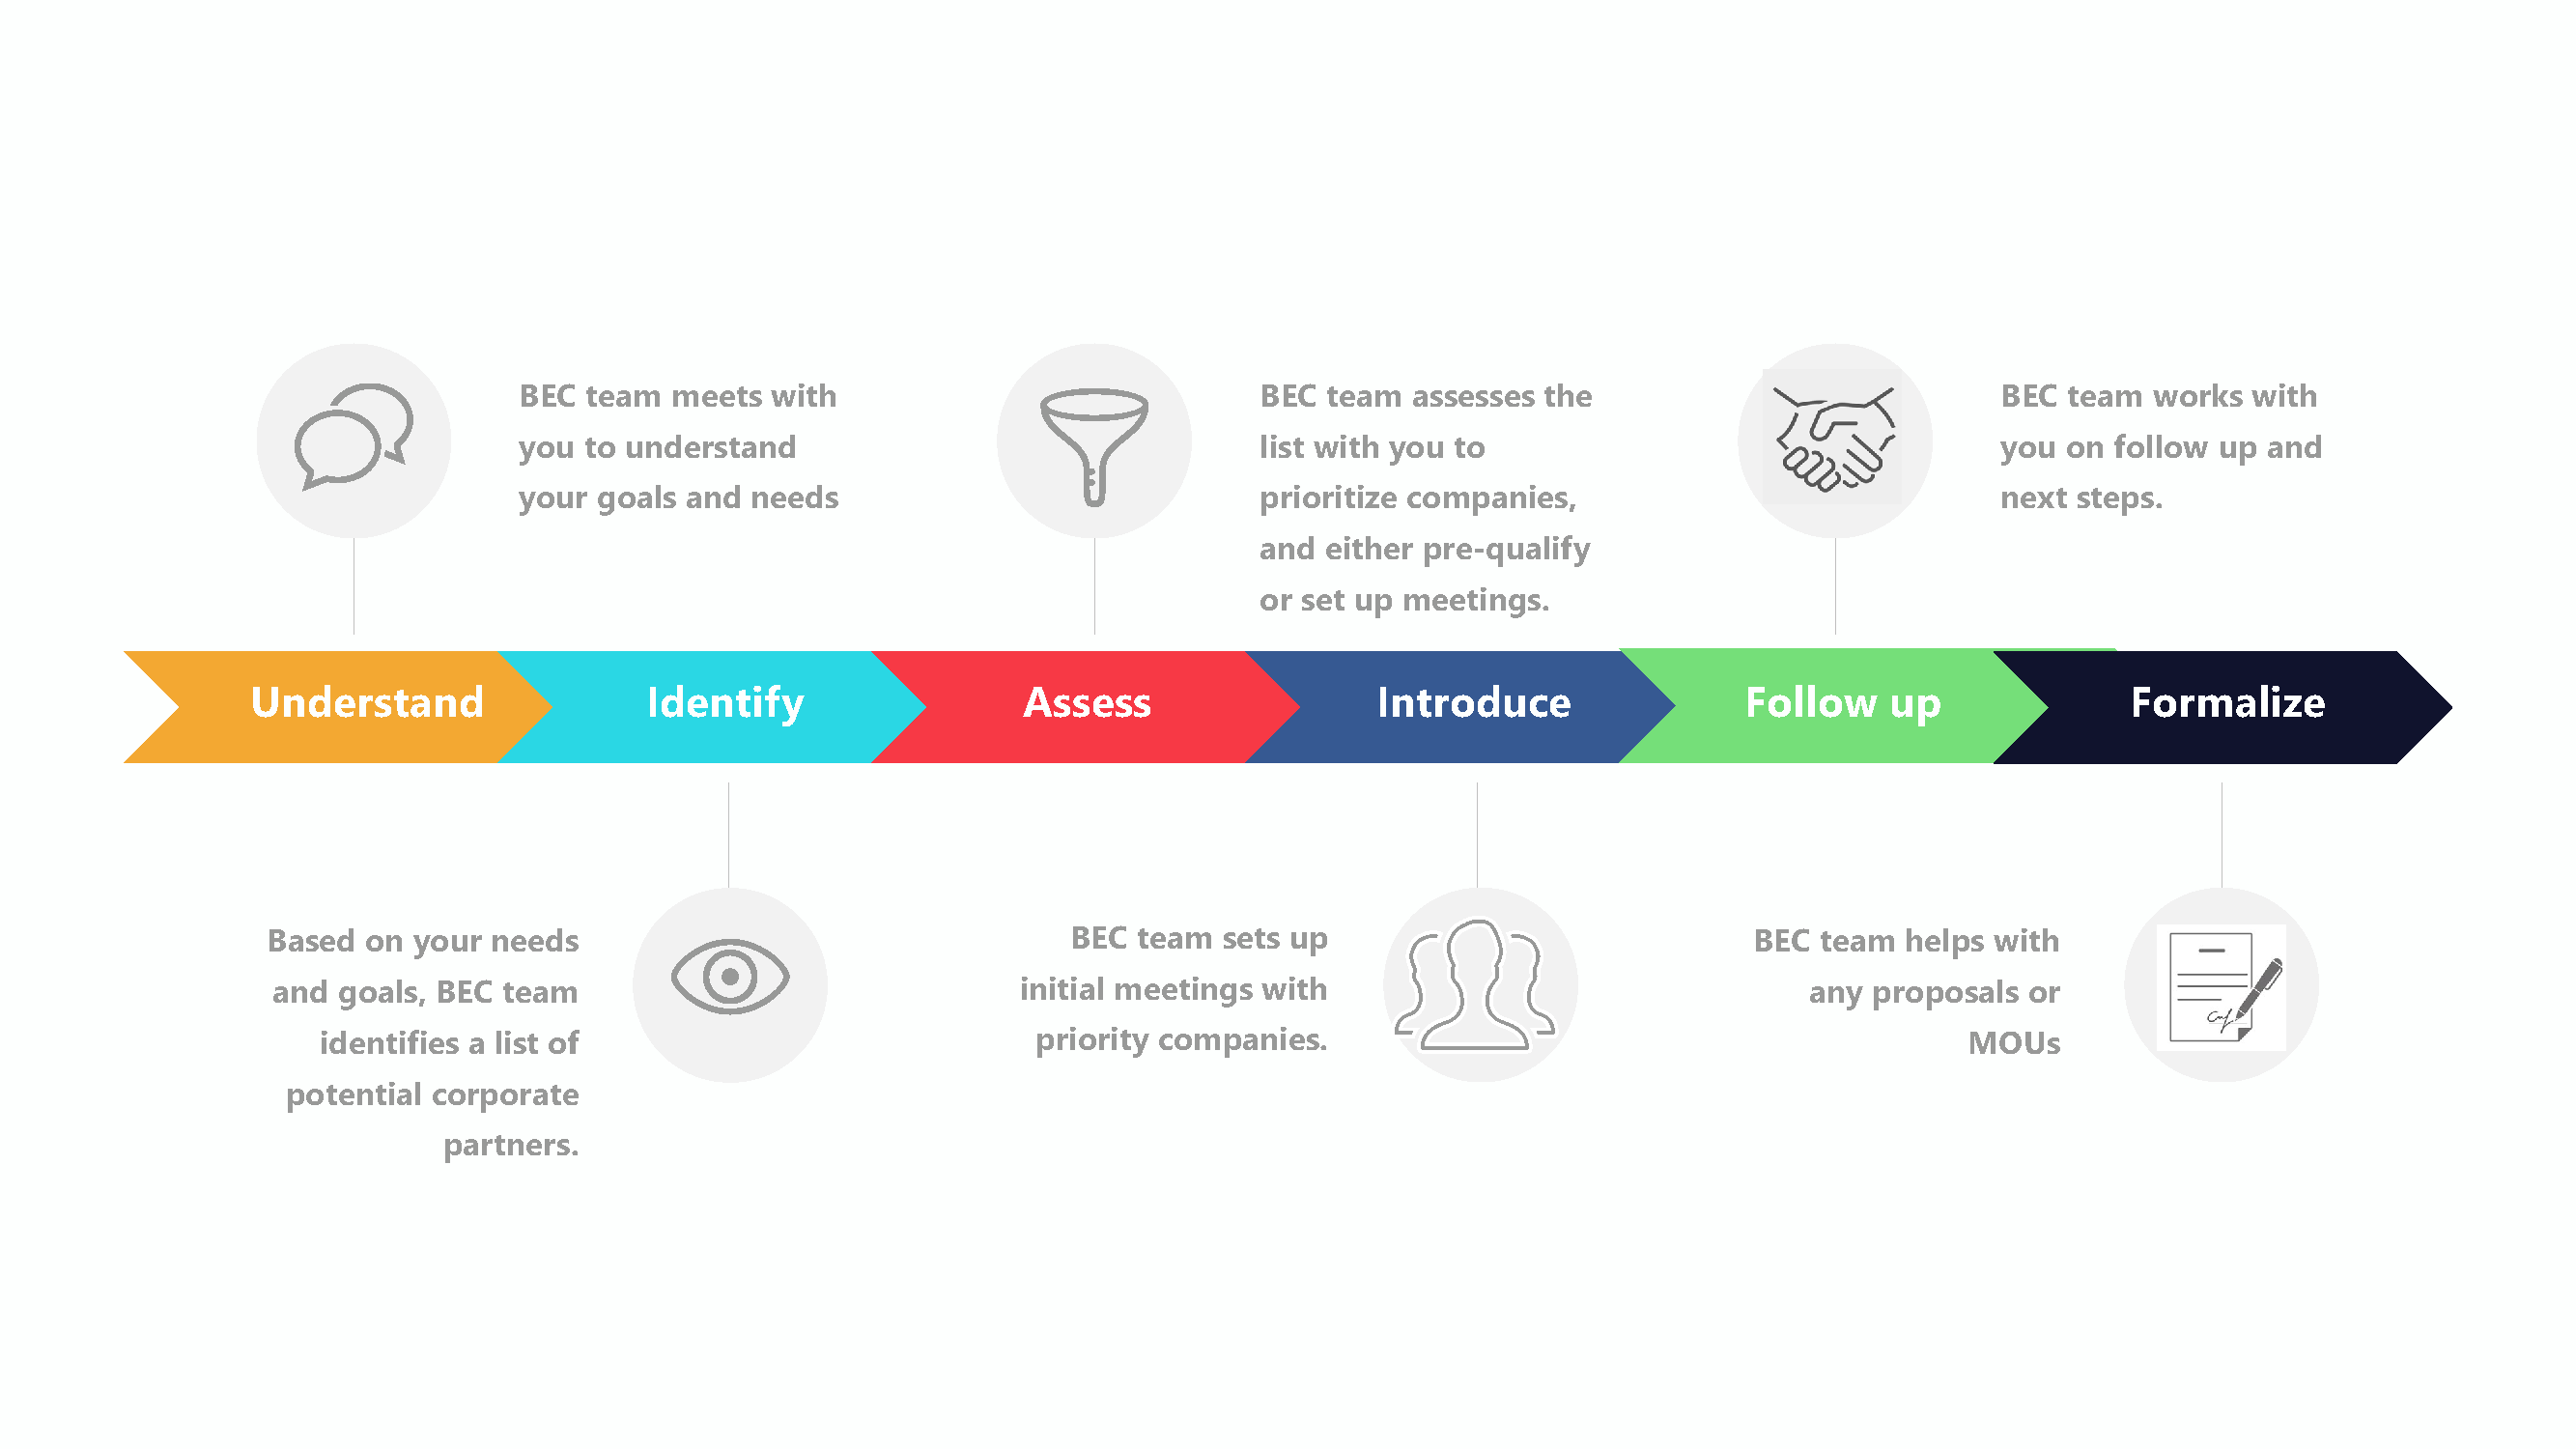 BEC team meets with
you to understand
your goals and needs
BEC team assesses the
list with you to
prioritize companies,
and either pre-qualify
or set up meetings.
BEC team works with
you on follow up and
next steps.
Understand
Identify
Assess
Introduce
Follow up
Formalize
Based on your needs
and goals, BEC team
identifies a list of
potential corporate
partners.
BEC team sets up
initial meetings with
priority companies.
BEC team helps with
any proposals or
MOUs